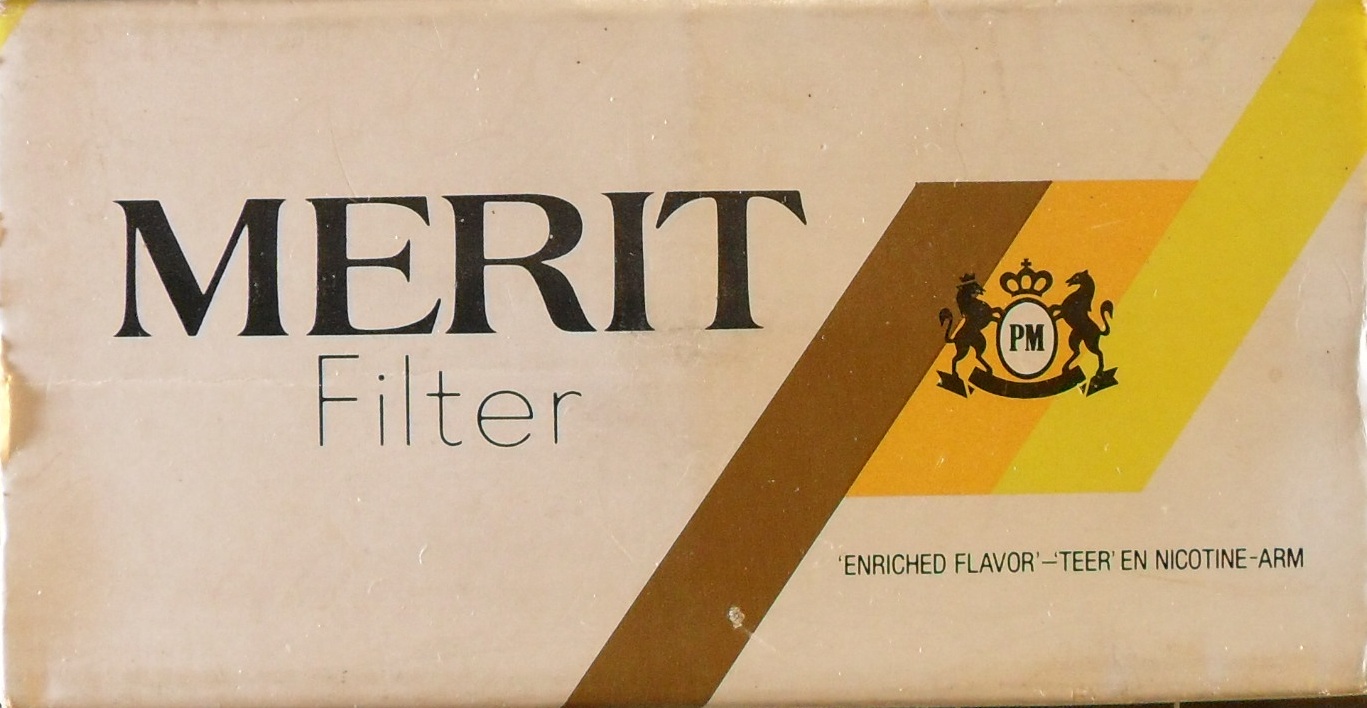 MERIT
Filter
PM
'ENRICHED FLAVOR'–'TEER' EN NICOTINE-ARM